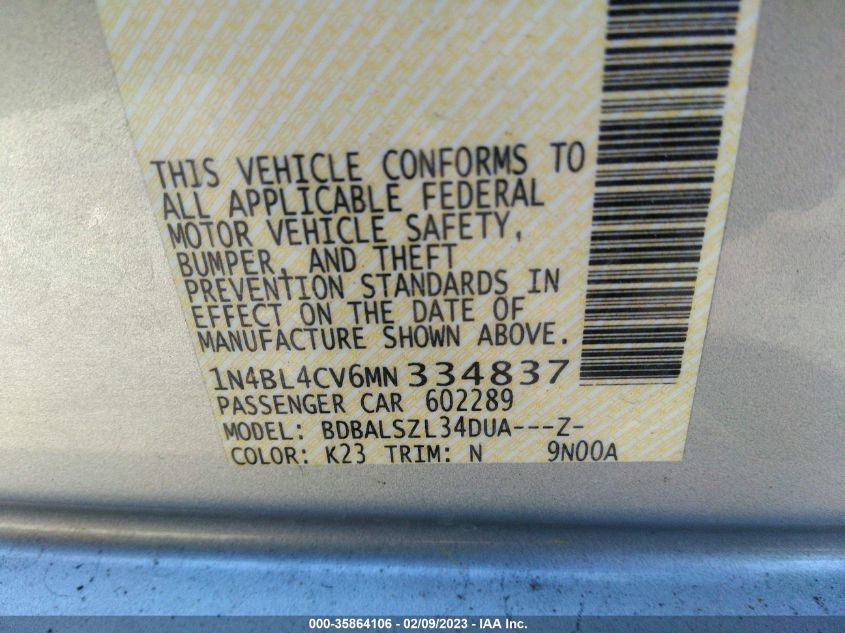 THIS VEHICLE CONFORMS TO
ALL APPLICABLE FEDERAL
MOTOR VEHICLE SAFETY,
BUMPER, AND THEFT
PREVENTION STANDARDS IN
EFFECT ON THE DATE OF
MANUFACTURE SHOWN ABOVE.
1N4BL4CV6MN 334837
PASSENGER CAR 602289
MODEL: BDBALSZL34DUA---Z-
COLOR: K23 TRIM: N 9N00A
000-35864106 - 02/09/2023 - IAA Inc.